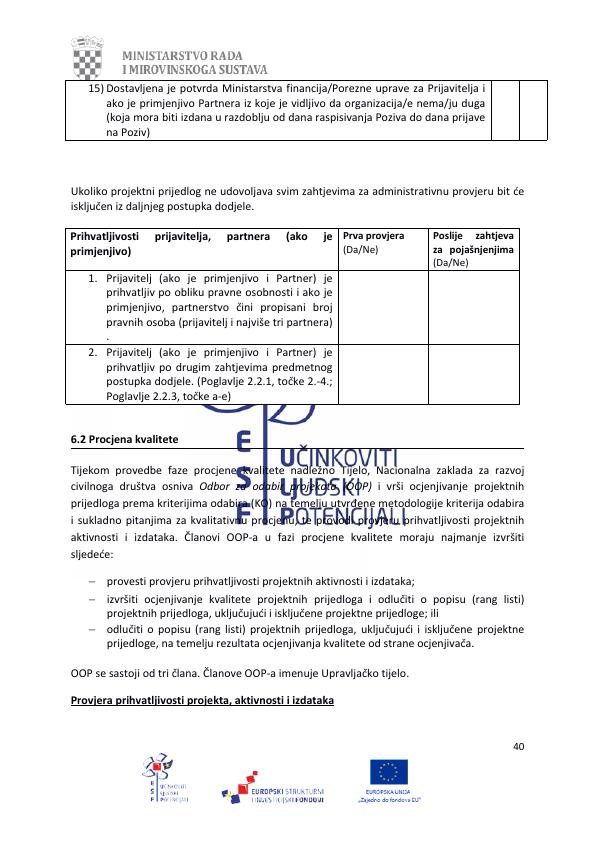 MINISTARSTVO RADA
I MIROVINSKOGA SUSTAVA
15) Dostavljena je potvrda Ministarstva financija/Porezne uprave za Prijavitelja i
ako je primjenjivo Partnera iz koje je vidljivo da organizacija/e nema/ju duga
(koja mora biti izdana u razdoblju od dana raspisivanja Poziva do dana prijave
na Poziv)
Ukoliko projektni prijedlog ne udovoljava svim zahtjevima za administrativnu provjeru bit će
isključen iz daljnjeg postupka dodjele.
Prihvatljivosti prijavitelja, partnera (ako je
primjenjivo)
Prva provjera
(Da/Ne)
Poslije zahtjeva
za pojašnjenjima
(Da/Ne)
1. Prijavitelj (ako je primjenjivo i Partner) je
prihvatljiv po obliku pravne osobnosti i ako je
primjenjivo, partnerstvo čini propisani broj
pravnih osoba (prijavitelj i najviše tri partnera)
.
2. Prijavitelj (ako je primjenjivo i Partner) je
prihvatljiv po drugim zahtjevima predmetnog
postupka dodjele. (Poglavlje 2.2.1, točke 2.-4.;
Poglavlje 2.2.3, točke a-e)
6.2 Procjena kvalitete
E
S
F
UČINKOVITI
LJUDSKI
POTENCIJALI
Tijekom provedbe faze procjene kvalitete nadležno Tijelo, Nacionalna zaklada za razvoj
civilnoga društva osniva Odbor za odabir projekata (OOP) i vrši ocjenjivanje projektnih
prijedloga prema kriterijima odabira (KO) na temelju utvrđene metodologije kriterija odabira
i sukladno pitanjima za kvalitativnu procjenu, te provodi provjeru prihvatljivosti projektnih
aktivnosti i izdataka. Članovi OOP-a u fazi procjene kvalitete moraju najmanje izvršiti
sljedeće:
– provesti provjeru prihvatljivosti projektnih aktivnosti i izdataka;
– izvršiti ocjenjivanje kvalitete projektnih prijedloga i odlučiti o popisu (rang listi)
projektnih prijedloga, uključujući i isključene projektne prijedloge; ili
– odlučiti o popisu (rang listi) projektnih prijedloga, uključujući i isključene projektne
prijedloge, na temelju rezultata ocjenjivanja kvalitete od strane ocjenjivača.
OOP se sastoji od tri člana. Članove OOP-a imenuje Upravljačko tijelo.
Provjera prihvatljivosti projekta, aktivnosti i izdataka
40
E
S
F
UČINKOVITI
LJUDSKI
POTENCIJALI
EUROPSKI STRUKTURNI
I INVESTICIJSKI FONDOVI
EUROPSKA UNIJA
„Zajedno do fondova EU"